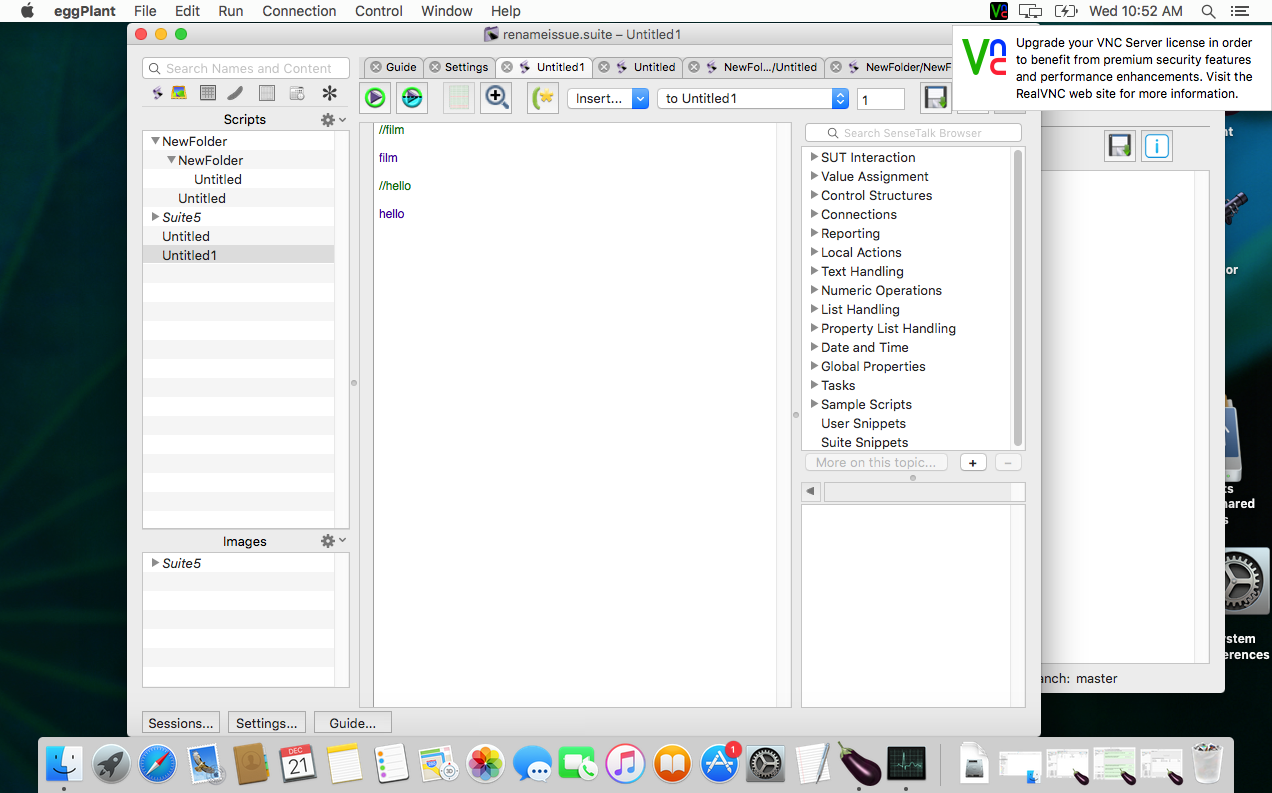 eggPlant File Edit Run Connection Control Window Help Wed 10:52 AM
renameissue.suite – Untitled1
Upgrade your VNC Server license in order
to benefit from premium security features
and performance enhancements. Visit the
RealVNC web site for more information.
Search Names and Content
Guide Settings Untitled1 Untitled NewFol.../Untitled NewFolder/NewF
Insert... to Untitled1 1
Scripts
NewFolder
NewFolder
Untitled
Untitled
Suite5
Untitled
Untitled1
//film
film
//hello
hello
Search SenseTalk Browser
SUT Interaction
Value Assignment
Control Structures
Connections
Reporting
Local Actions
Text Handling
Numeric Operations
List Handling
Property List Handling
Date and Time
Global Properties
Tasks
Sample Scripts
User Snippets
Suite Snippets
More on this topic... + −
Images
Suite5
Sessions... Settings... Guide...
nt
or
ts
hared
s
stem
erences
anch: master
DEC
21
1